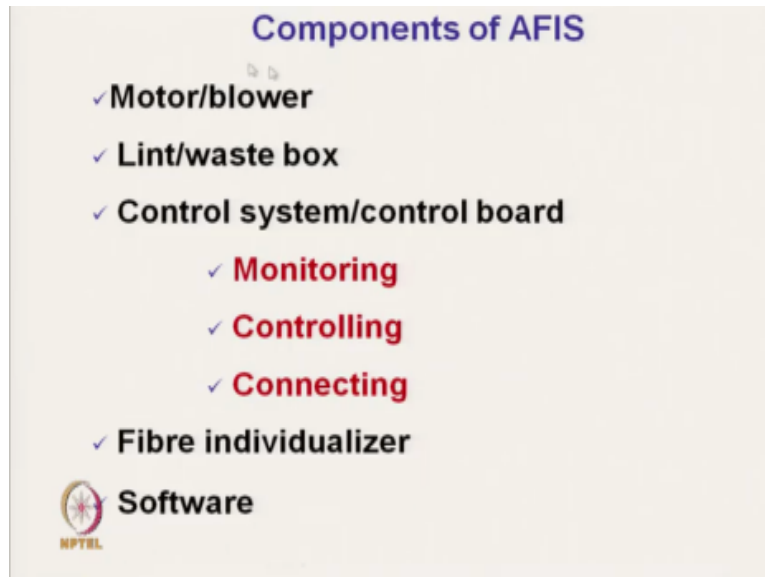 Components of AFIS
✓Motor/blower
✓ Lint/waste box
✓ Control system/control board
✓ Monitoring
✓ Controlling
✓ Connecting
✓ Fibre individualizer
✓ Software
NPTEL